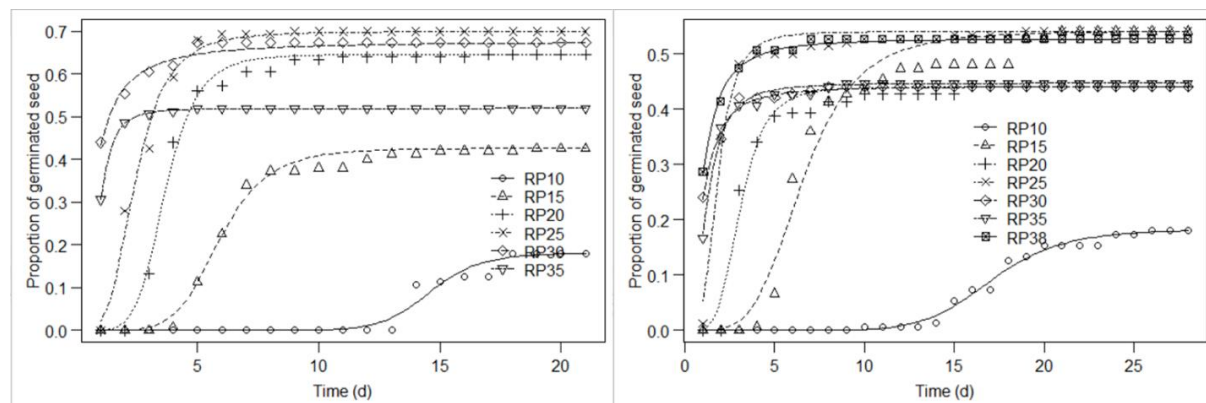 Proportion of germinated seed
0.7
0.6
0.5
0.4
0.3
0.2
0.1
0.0
5
10
15
20
Time (d)
RP10
RP15
RP20
RP25
RP30
RP35
Proportion of germinated seed
0.5
0.4
0.3
0.2
0.1
0.0
0
5
10
15
20
25
Time (d)
RP10
RP15
RP20
RP25
RP30
RP35
RP38